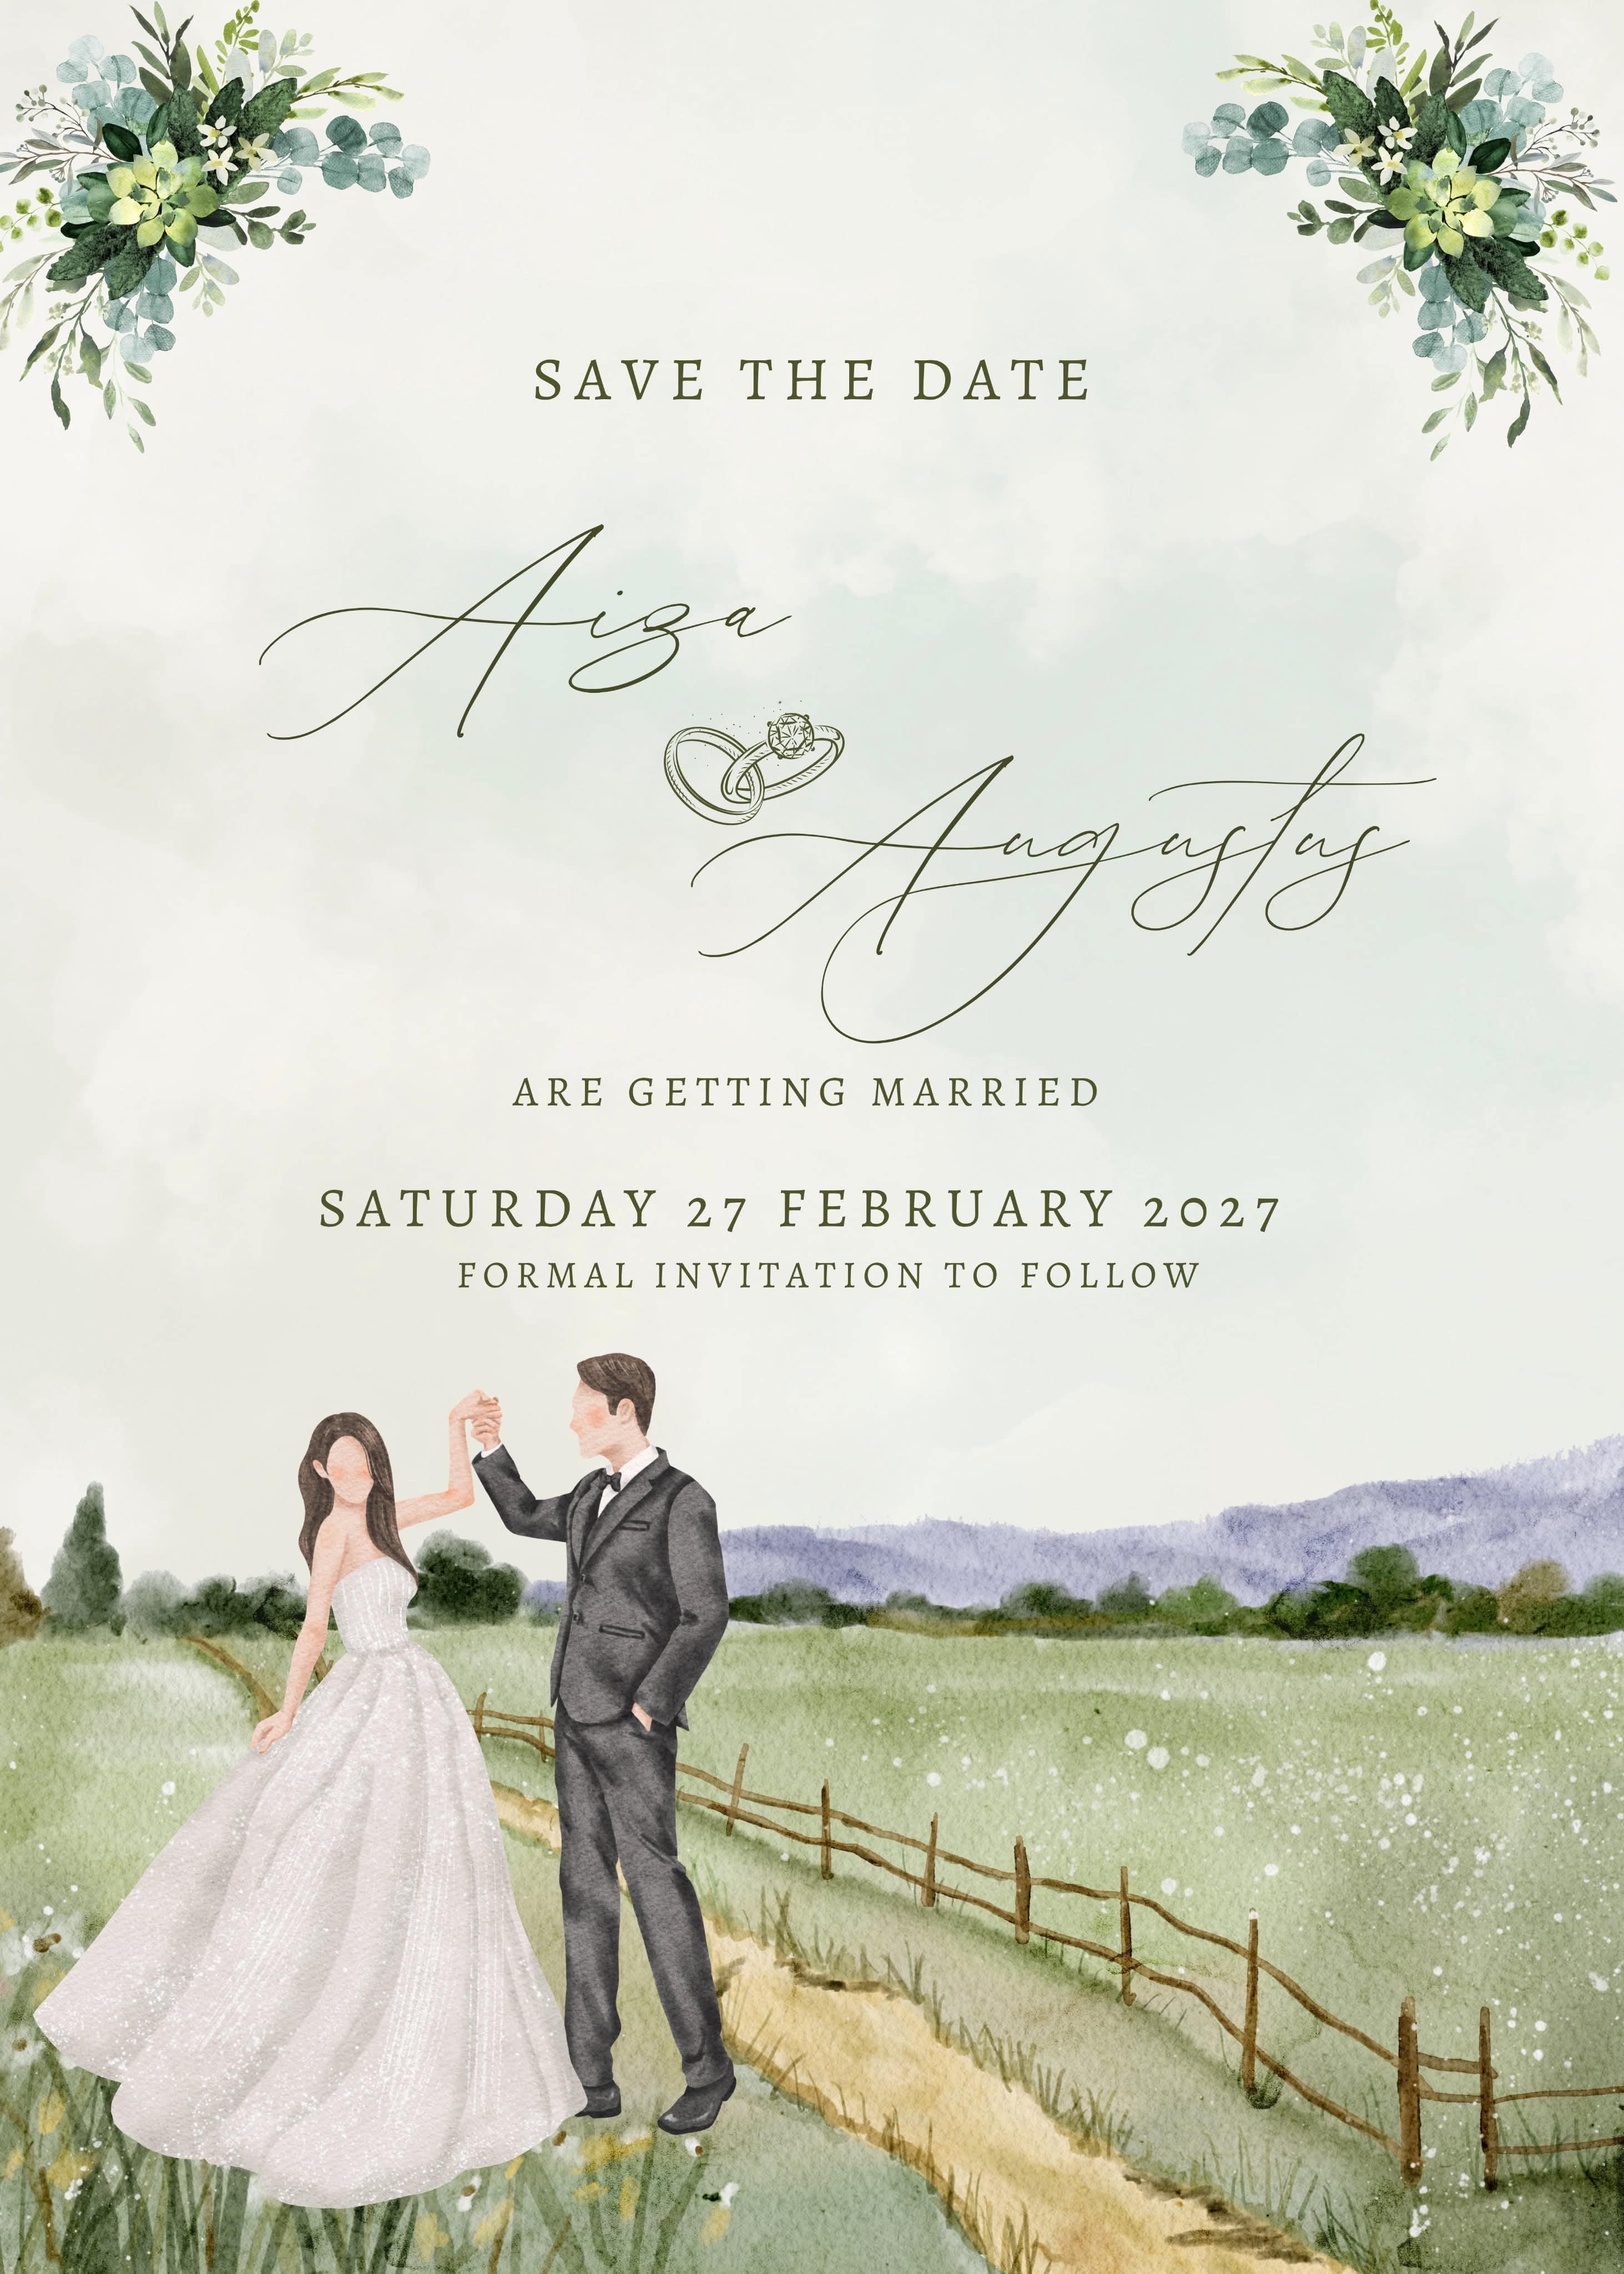 SAVE THE DATE
Aiza
Augustus
ARE GETTING MARRIED
SATURDAY 27 FEBRUARY 2027
FORMAL INVITATION TO FOLLOW